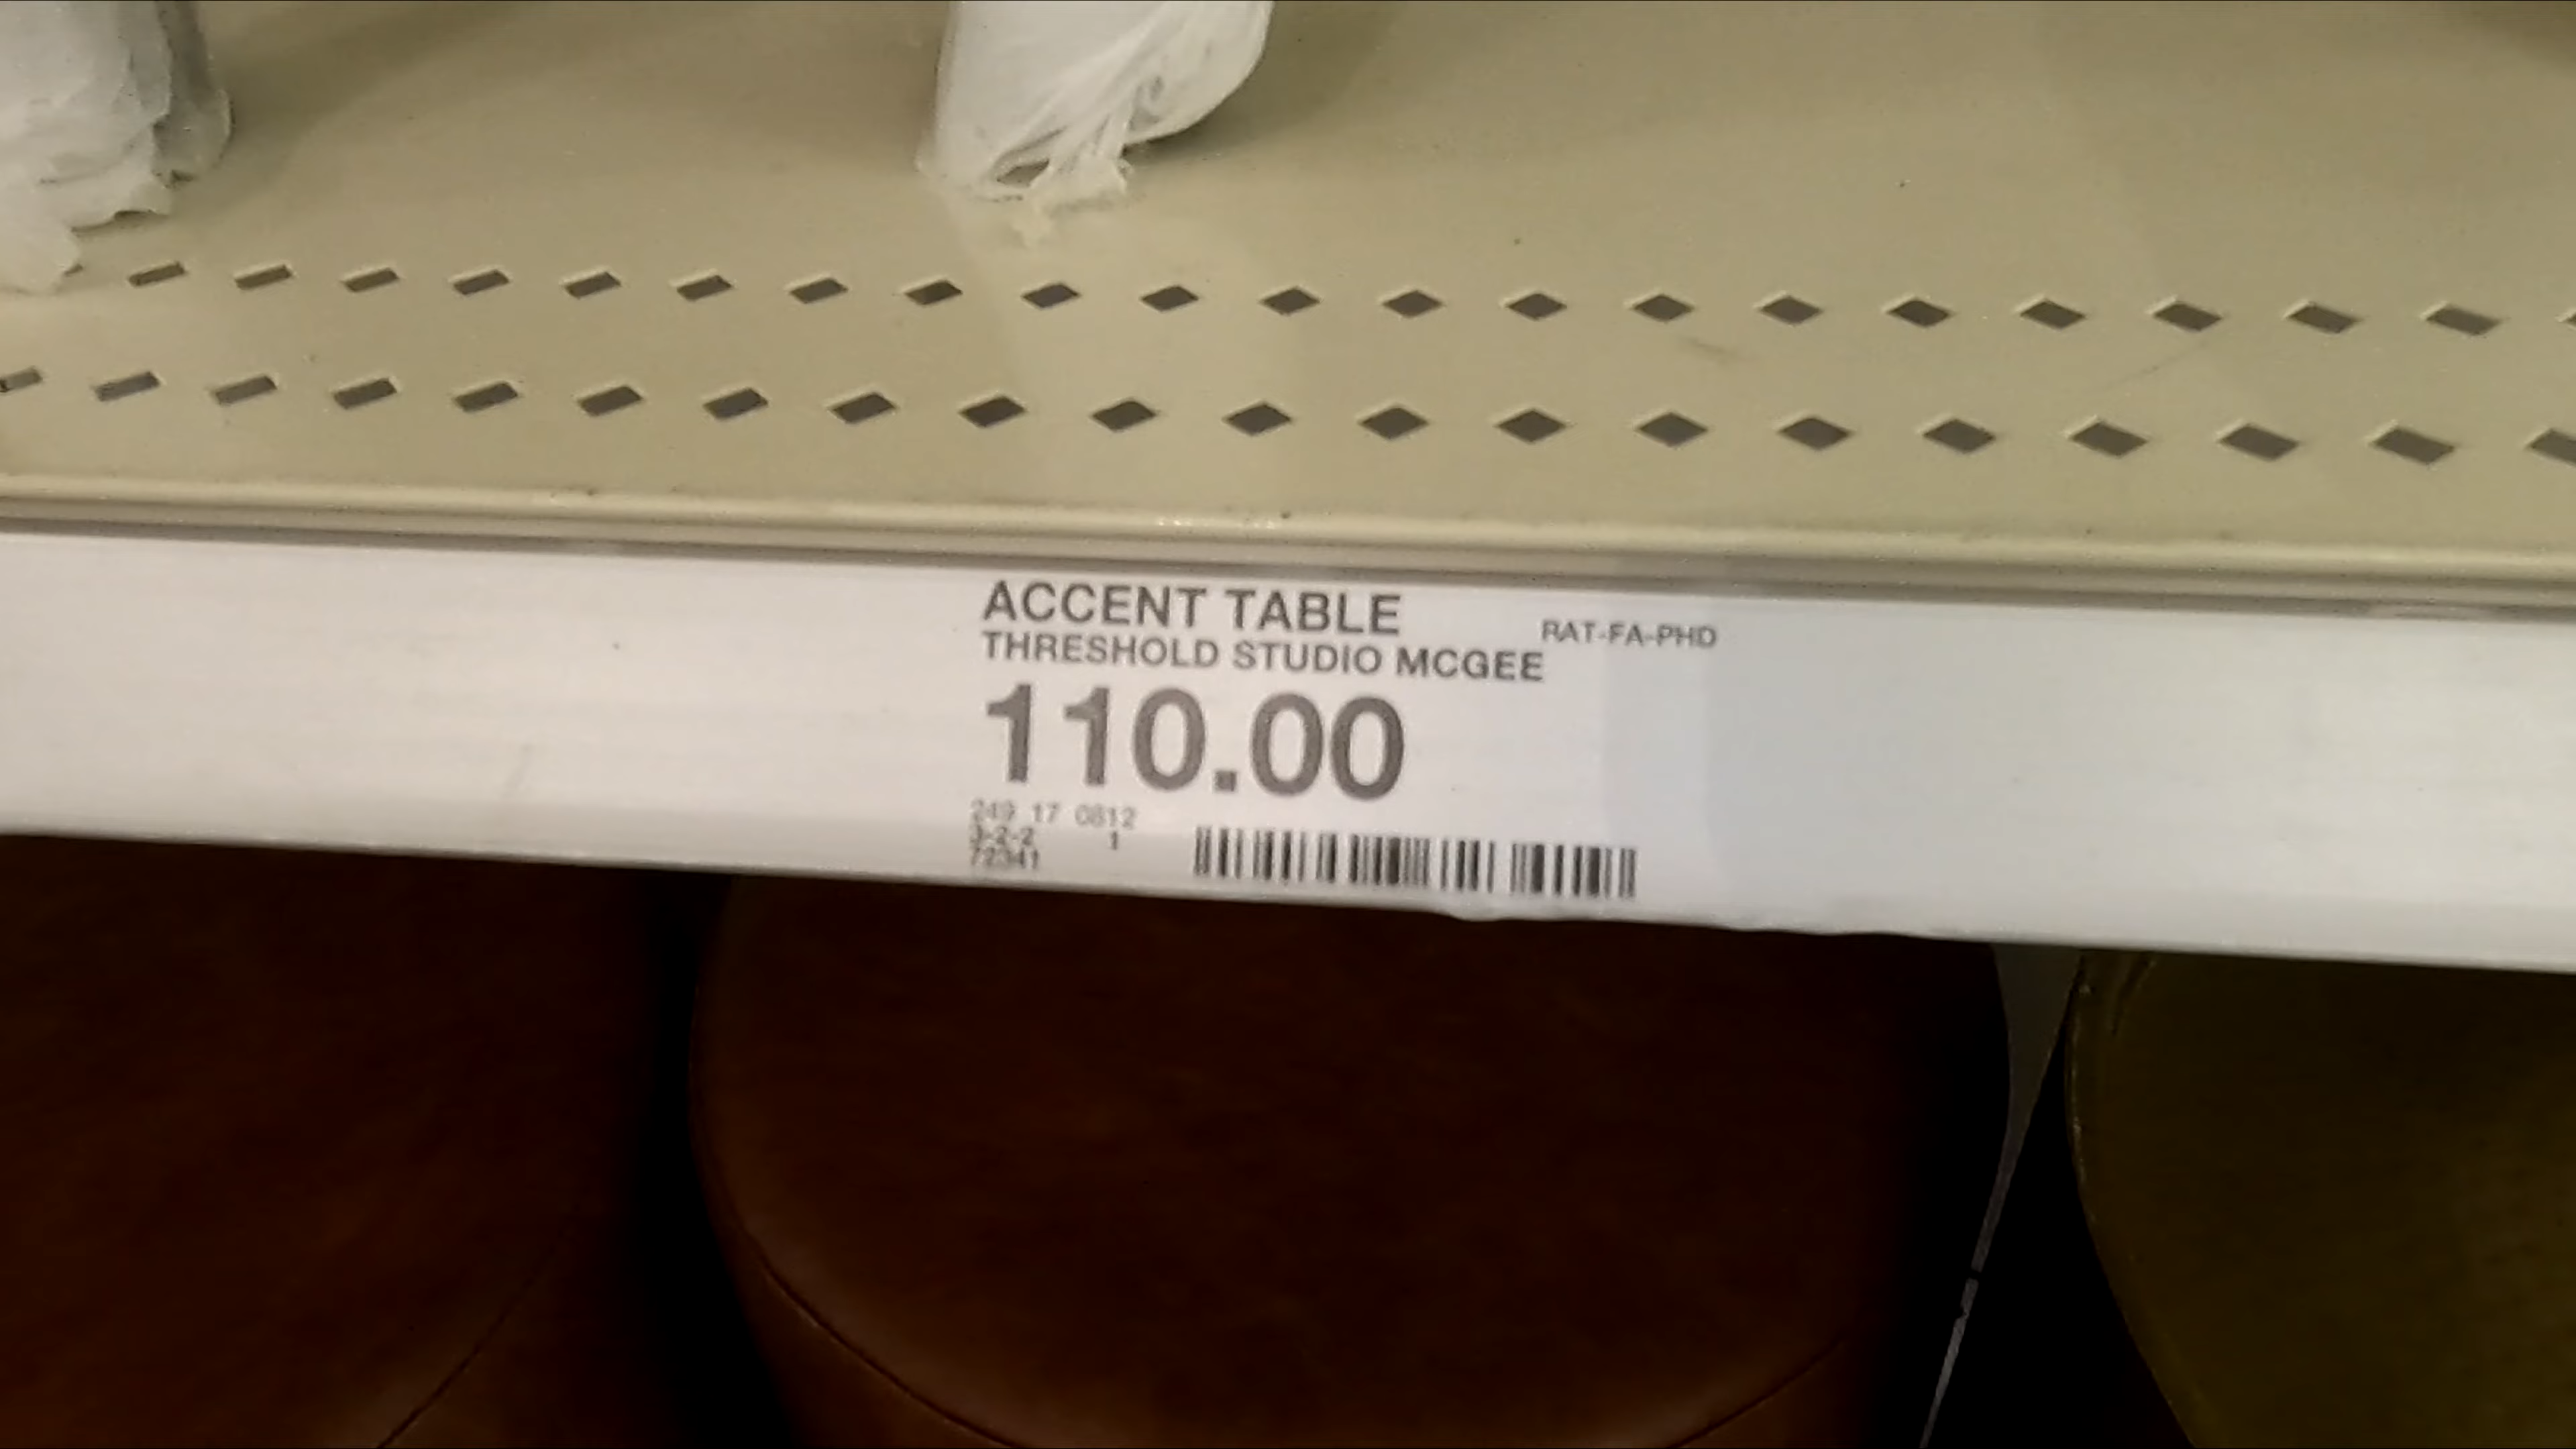 ACCENT TABLE
RAT-FA-PHD
THRESHOLD STUDIO MCGEE
110.00
249 17 0812
3-2-2 1
72341